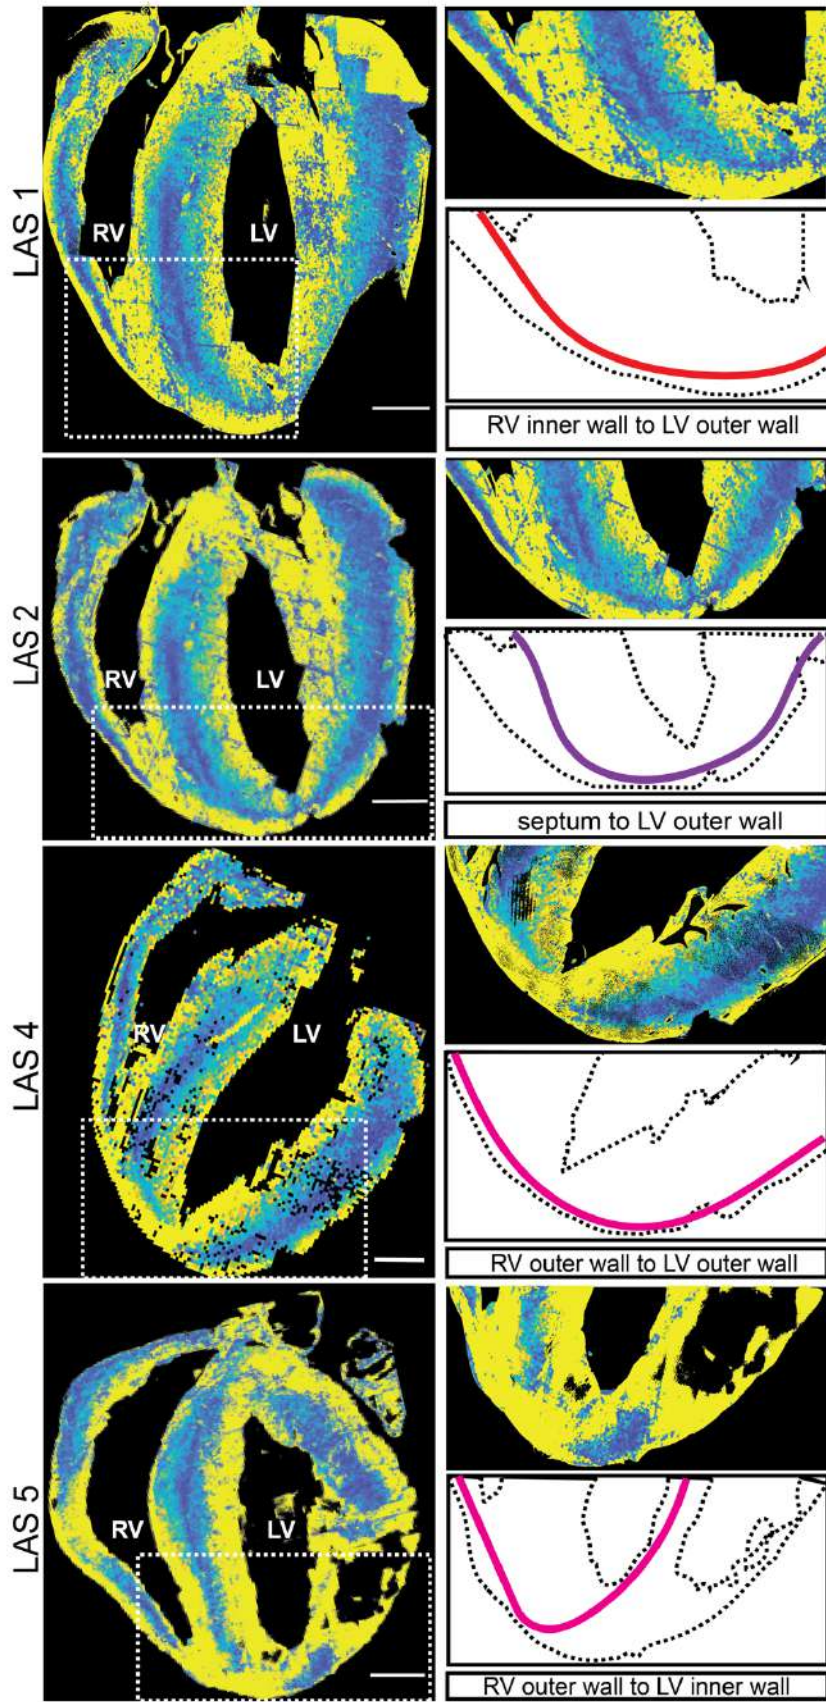 LAS 1
RV
LV
RV inner wall to LV outer wall
LAS 2
RV
LV
septum to LV outer wall
LAS 4
RV
LV
RV outer wall to LV outer wall
LAS 5
RV
LV
RV outer wall to LV inner wall